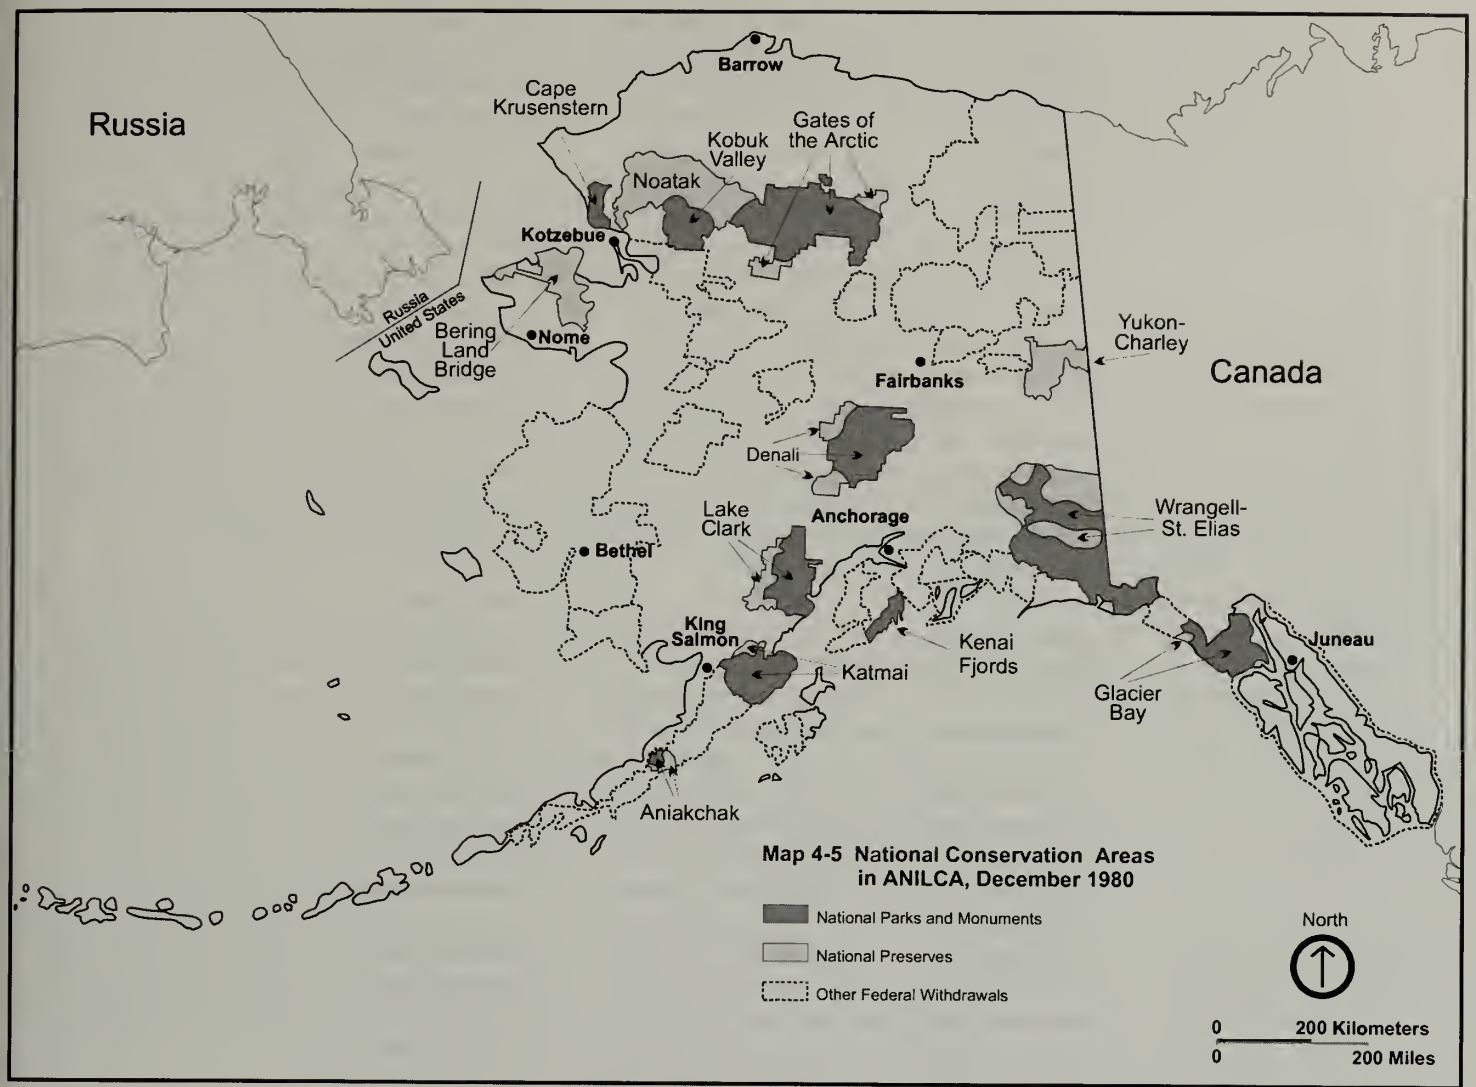 Barrow
Cape
Krusenstern
Russia
Gates of
the Arctic
Kobuk
Valley
Noatak
Kotzebue
Russia
United States
Bering
Land
Bridge
Nome
Yukon-
Charley
Fairbanks
Canada
Denali
Lake
Clark
Anchorage
Wrangell-
St. Elias
Bethel
King
Salmon
Katmai
Kenai
Fjords
Juneau
Glacier
Bay
Aniakchak
Map 4-5 National Conservation Areas
in ANILCA, December 1980
National Parks and Monuments
National Preserves
Other Federal Withdrawals
North
0 200 Kilometers
0 200 Miles